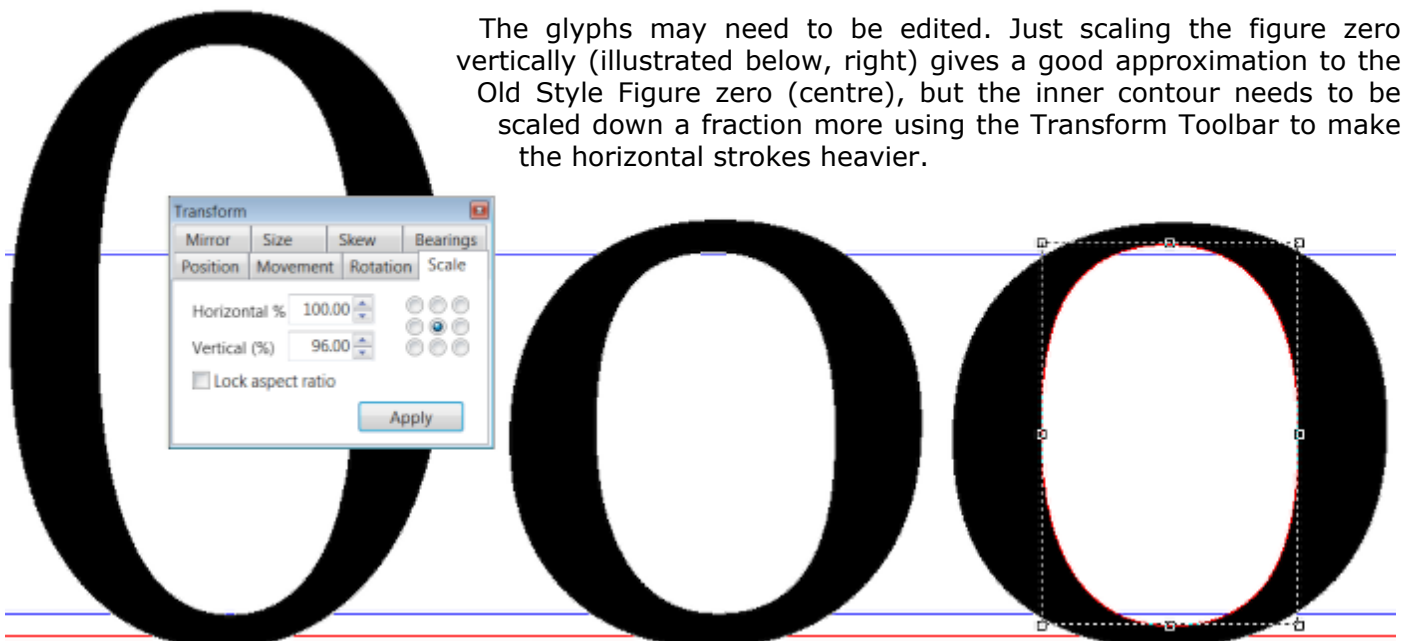 The glyphs may need to be edited. Just scaling the figure zero
vertically (illustrated below, right) gives a good approximation to the
Old Style Figure zero (centre), but the inner contour needs to be
scaled down a fraction more using the Transform Toolbar to make
the horizontal strokes heavier.
Transform
Mirror Size Skew Bearings
Position Movement Rotation Scale
Horizontal % 100.00
Vertical (%) 96.00
Lock aspect ratio
Apply
0 o o